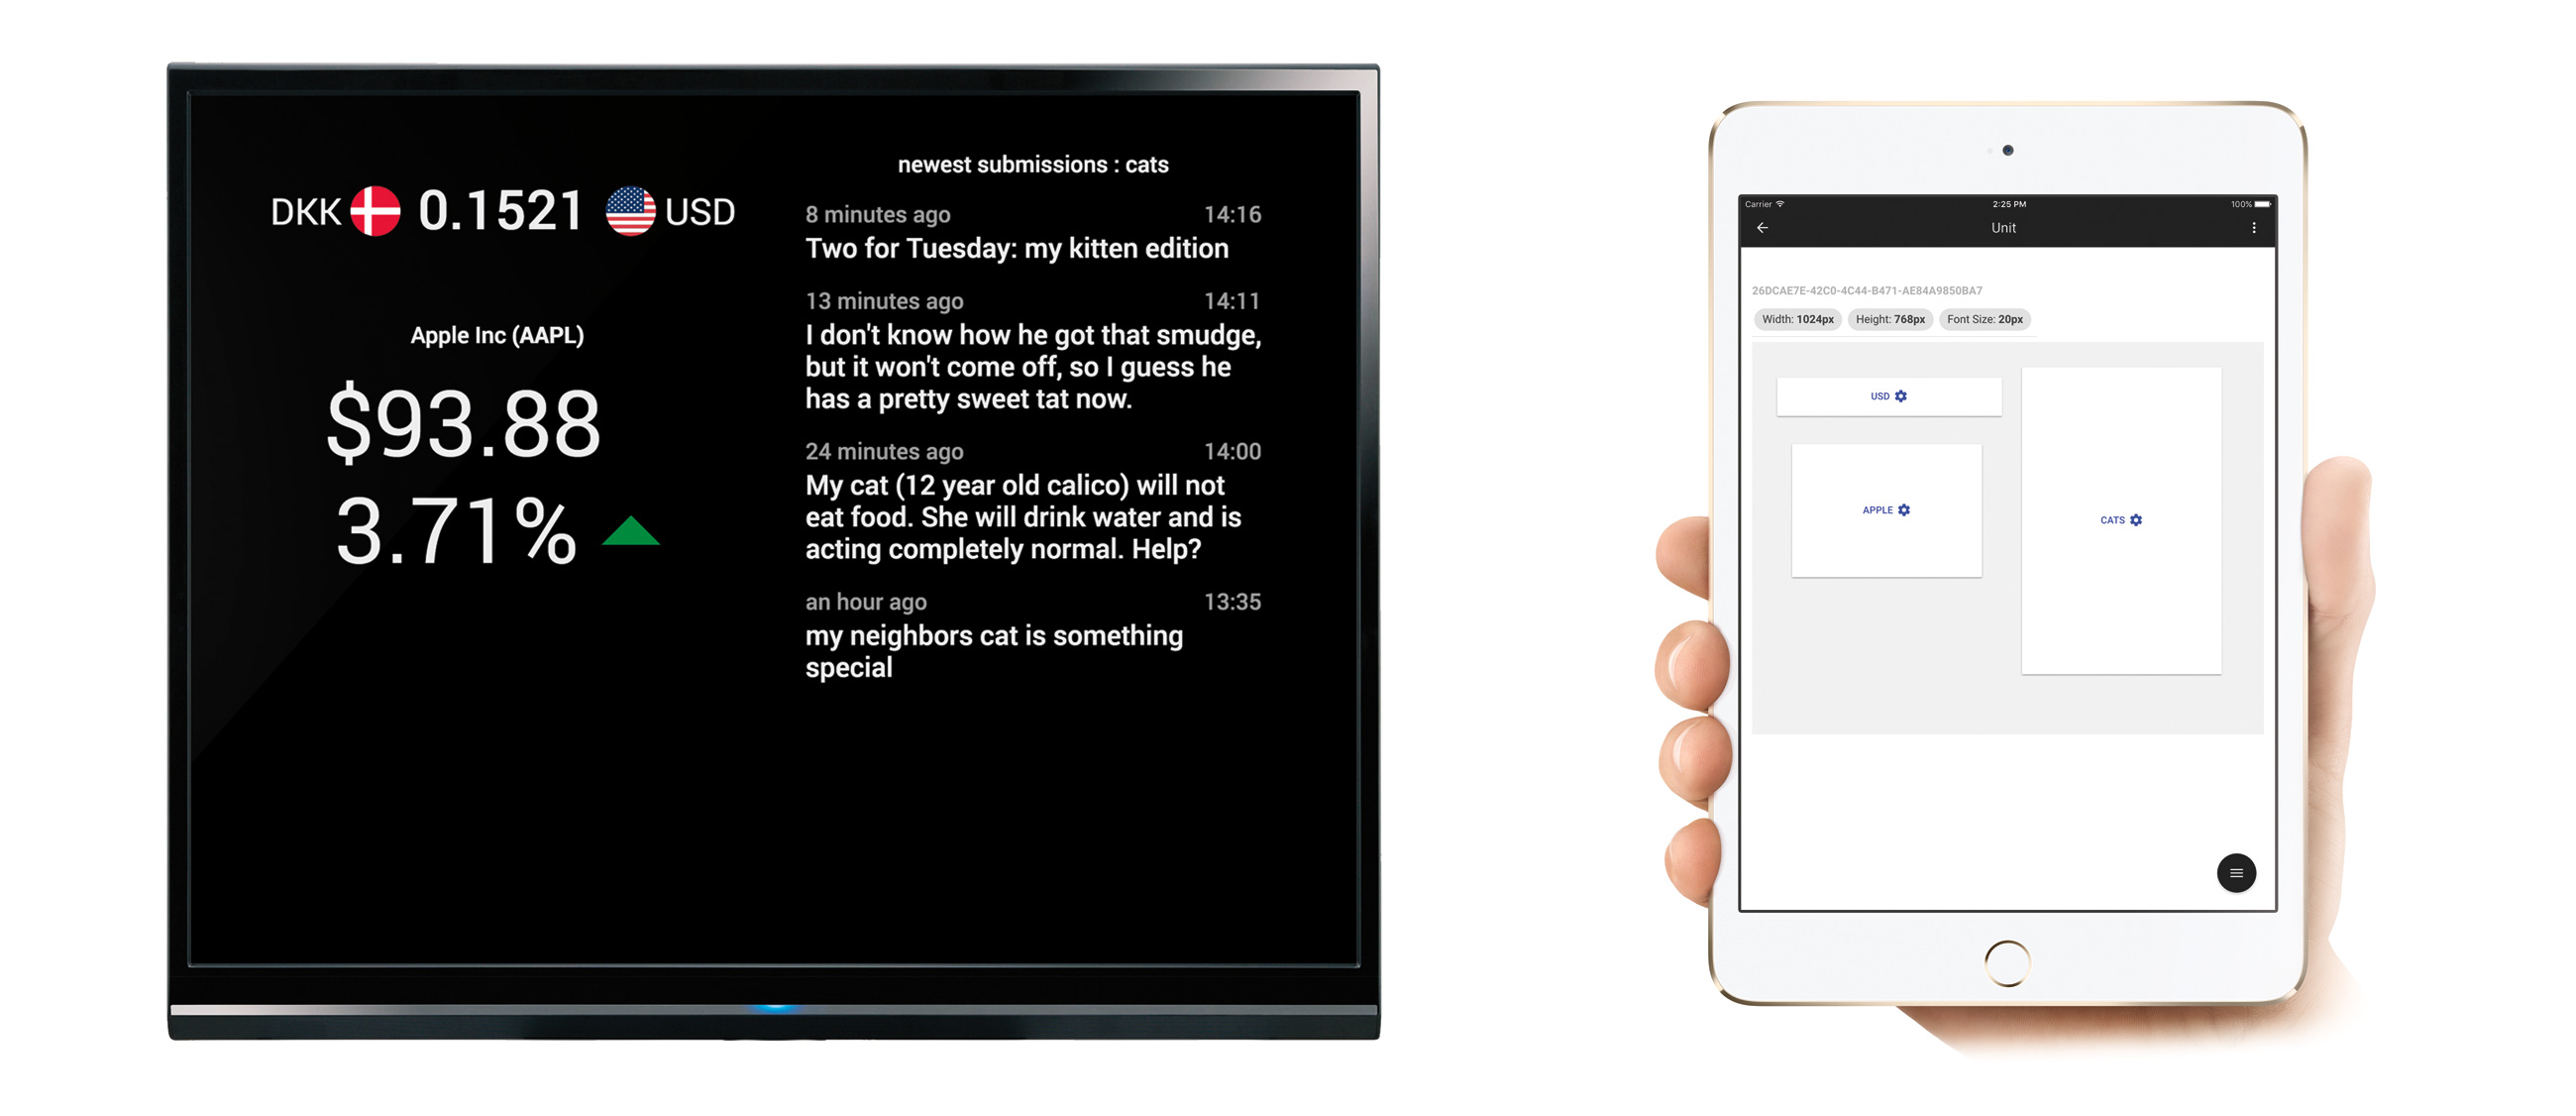 DKK 0.1521 USD
Apple Inc (AAPL)
$93.88
3.71%
newest submissions : cats
8 minutes ago 14:16
Two for Tuesday: my kitten edition
13 minutes ago 14:11
I don't know how he got that smudge,
but it won't come off, so I guess he
has a pretty sweet tat now.
24 minutes ago 14:00
My cat (12 year old calico) will not
eat food. She will drink water and is
acting completely normal. Help?
an hour ago 13:35
my neighbors cat is something
special
Carrier 2:25 PM 100%
Unit
26DCAE7E-42C0-4C44-B471-AE84A9850BA7
Width: 1024px Height: 768px Font Size: 20px
USD
APPLE
CATS